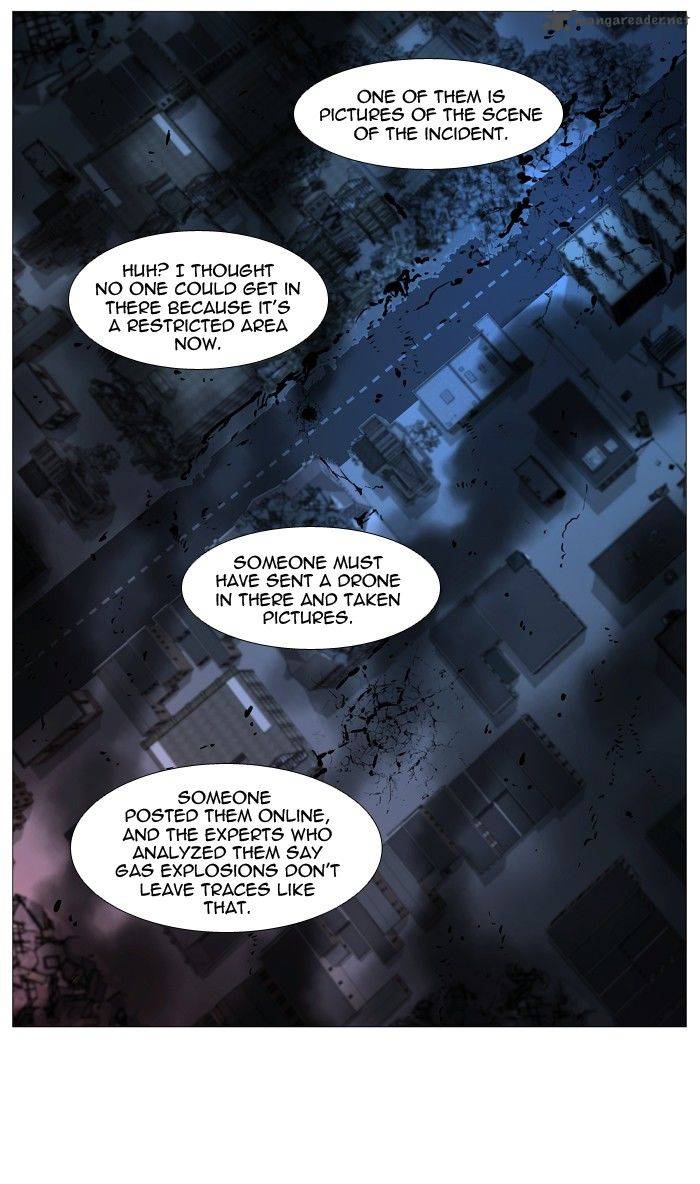 mangareader.net
ONE OF THEM IS
PICTURES OF THE SCENE
OF THE INCIDENT.
HUH? I THOUGHT
NO ONE COULD GET IN
THERE BECAUSE IT'S
A RESTRICTED AREA
NOW.
SOMEONE MUST
HAVE SENT A DRONE
IN THERE AND TAKEN
PICTURES.
SOMEONE
POSTED THEM ONLINE,
AND THE EXPERTS WHO
ANALYZED THEM SAY
GAS EXPLOSIONS DON'T
LEAVE TRACES LIKE
THAT.